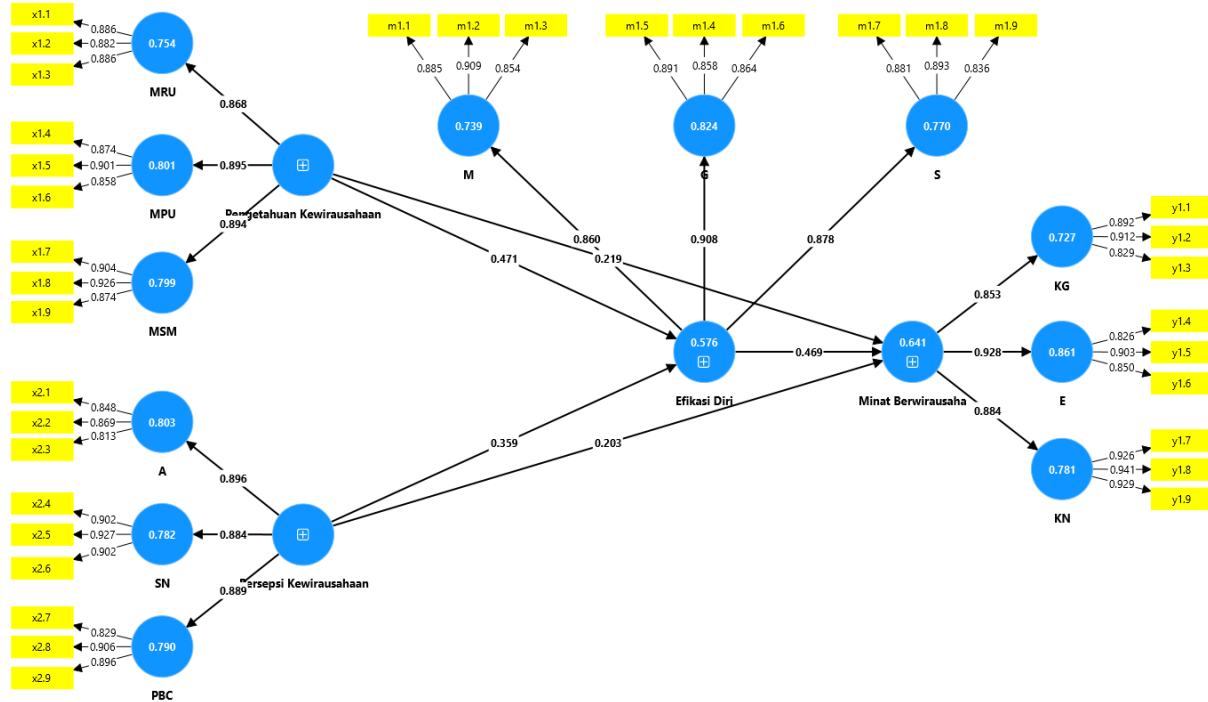 x1.1
x1.2
x1.3
0.886
0.882
0.886
0.754
MRU
x1.4
x1.5
x1.6
0.874
0.901
0.858
0.801
MPU
x1.7
x1.8
x1.9
0.904
0.926
0.874
0.799
MSM
0.868
0.895
0.894
Pengetahuan Kewirausahaan
m1.1
m1.2
m1.3
0.885
0.909
0.854
0.739
M
m1.5
m1.4
m1.6
0.891
0.858
0.864
0.824
G
m1.7
m1.8
m1.9
0.881
0.893
0.836
0.770
S
0.860
0.908
0.878
0.219
0.471
0.576
Efikasi Diri
0.469
0.641
Minat Berwirausaha
0.359
0.203
0.853
0.928
0.884
0.727
KG
0.892
0.912
0.829
y1.1
y1.2
y1.3
0.861
E
0.826
0.903
0.850
y1.4
y1.5
y1.6
0.781
KN
0.926
0.941
0.929
y1.7
y1.8
y1.9
x2.1
x2.2
x2.3
0.848
0.869
0.813
0.803
A
x2.4
x2.5
x2.6
0.902
0.927
0.902
0.782
SN
x2.7
x2.8
x2.9
0.829
0.906
0.896
0.790
PBC
0.896
0.884
0.889
Persepsi Kewirausahaan